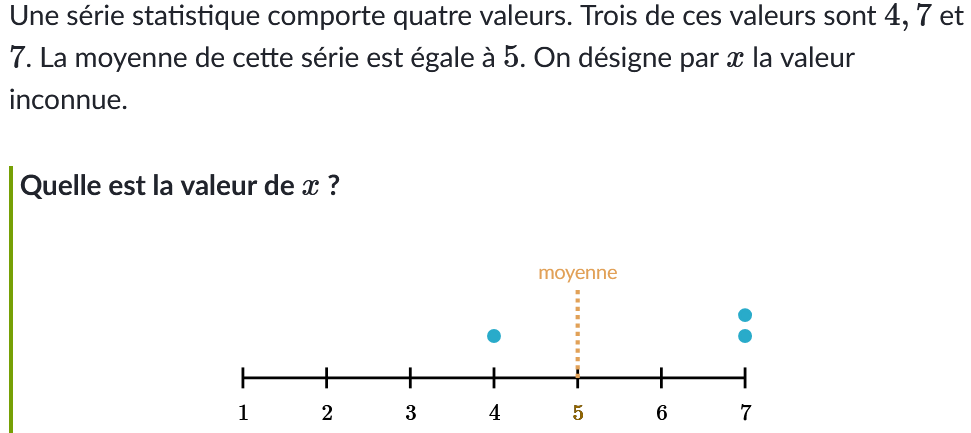 Une série statistique comporte quatre valeurs. Trois de ces valeurs sont 4, 7 et
7. La moyenne de cette série est égale à 5. On désigne par x la valeur
inconnue.
Quelle est la valeur de x ?
moyenne
1 2 3 4 5 6 7